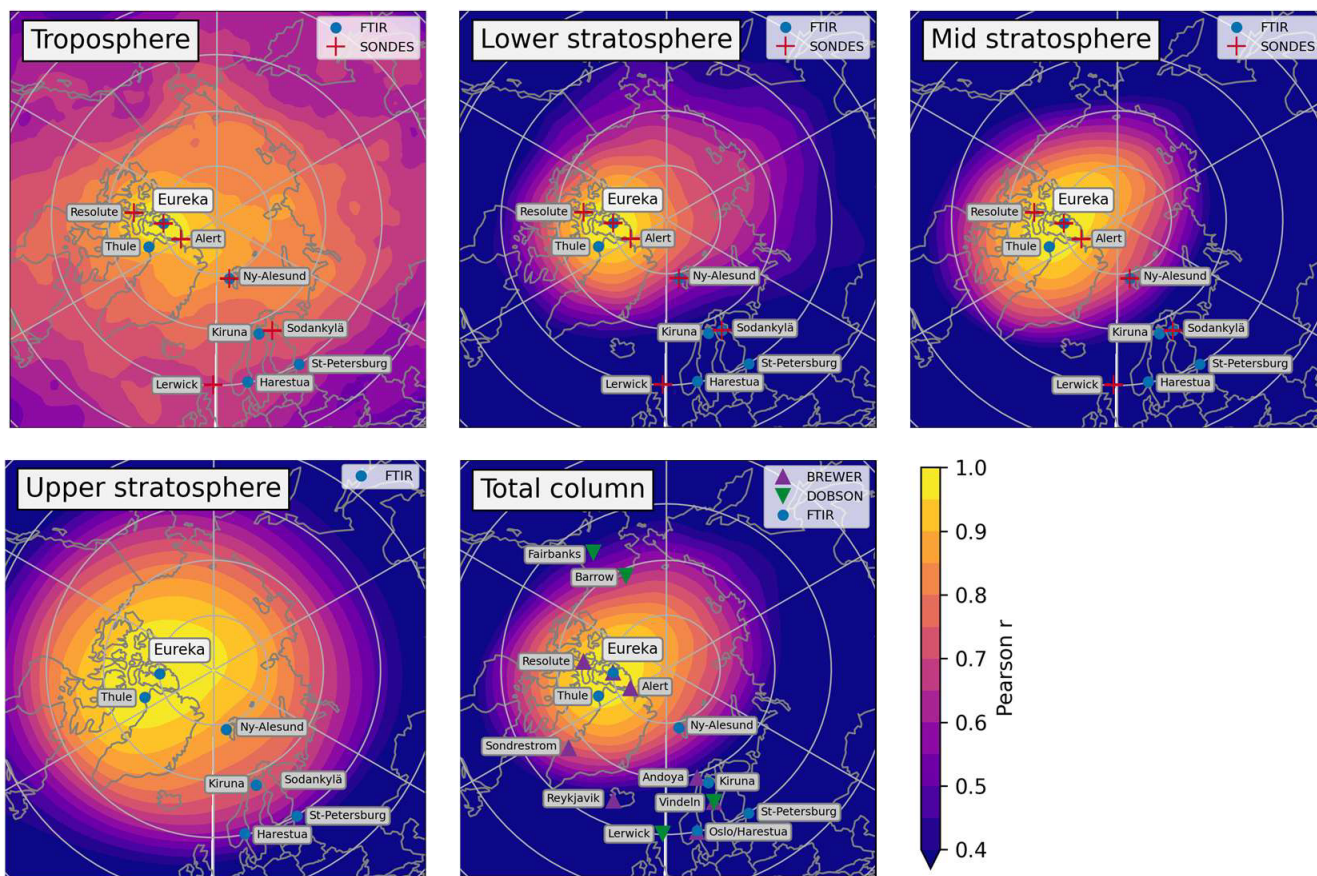 Troposphere
FTIR
SONDES
Eureka
Resolute
Thule
Alert
Ny-Alesund
Kiruna
Sodankylä
St-Petersburg
Lerwick
Harestua
Lower stratosphere
FTIR
SONDES
Eureka
Resolute
Thule
Alert
Ny-Alesund
Kiruna
Sodankylä
St-Petersburg
Lerwick
Harestua
Mid stratosphere
FTIR
SONDES
Eureka
Resolute
Thule
Alert
Ny-Alesund
Kiruna
Sodankylä
St-Petersburg
Lerwick
Harestua
Upper stratosphere
FTIR
Eureka
Thule
Ny-Alesund
Kiruna
Sodankylä
St-Petersburg
Harestua
Total column
BREWER
DOBSON
FTIR
Fairbanks
Barrow
Eureka
Resolute
Thule
Alert
Ny-Alesund
Sondrestrom
Andoya
Kiruna
Reykjavik
Vindeln
St-Petersburg
Lerwick
Oslo/Harestua
1.0
0.9
0.8
0.7
0.6
0.5
0.4
Pearson r